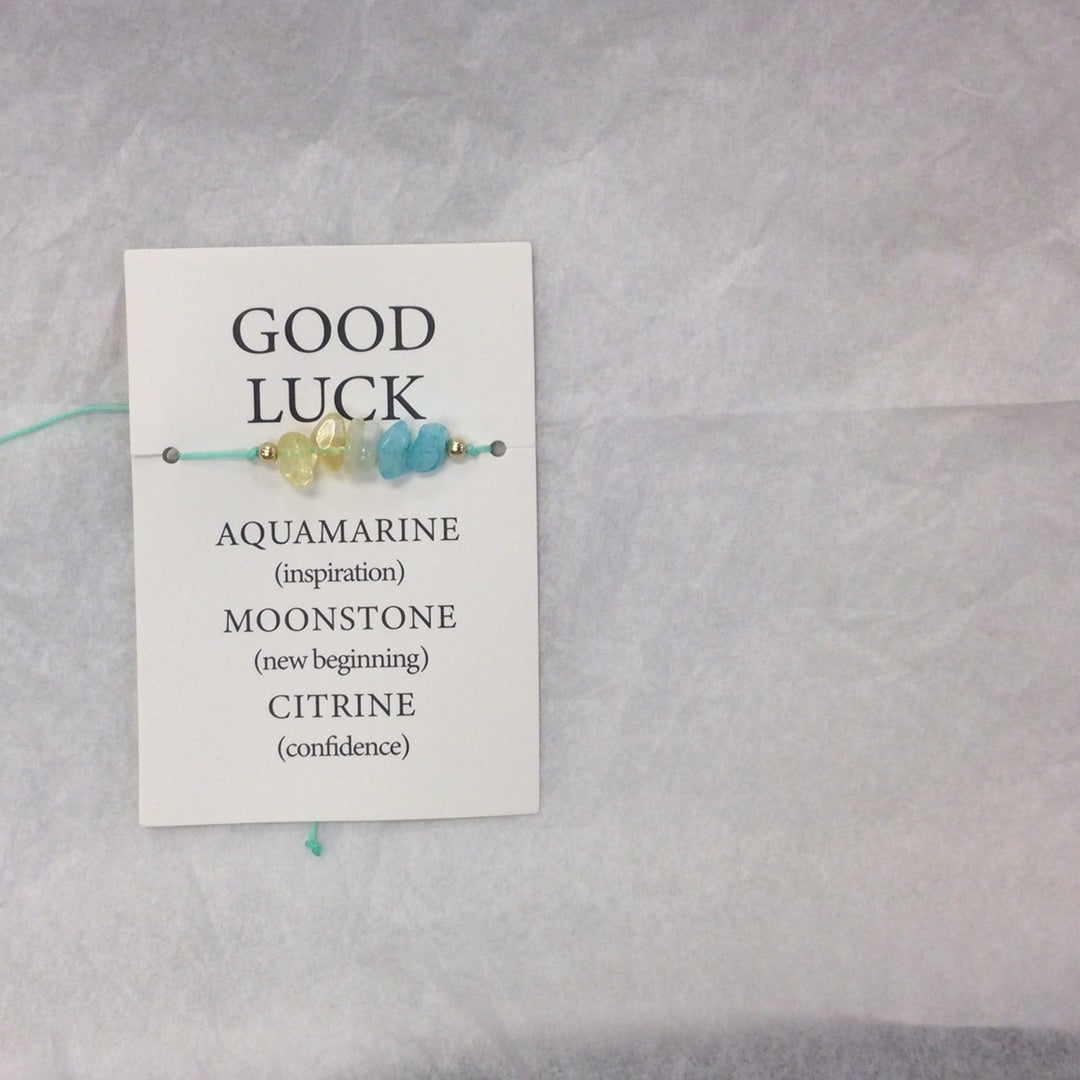 GOOD
LUCK
AQUAMARINE
(inspiration)
MOONSTONE
(new beginning)
CITRINE
(confidence)